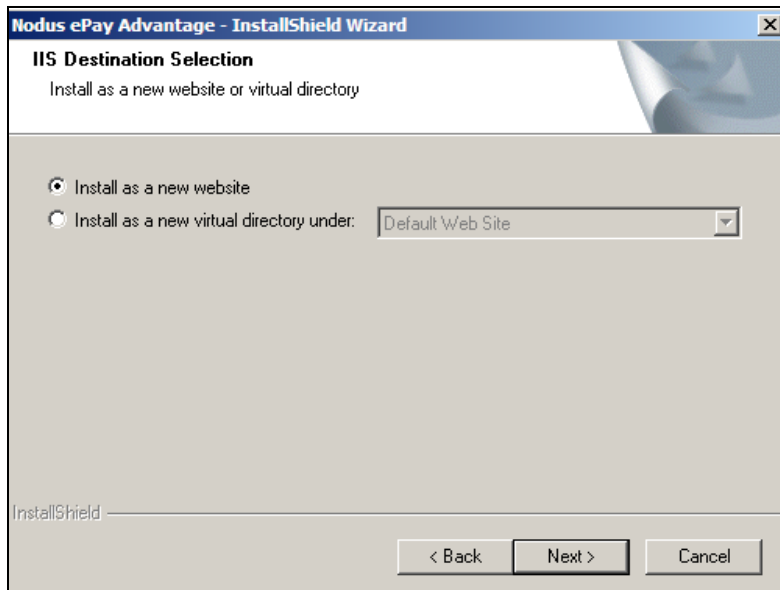 Nodus ePay Advantage - InstallShield Wizard
IIS Destination Selection
Install as a new website or virtual directory
Install as a new website
Install as a new virtual directory under: Default Web Site
InstallShield
< Back Next > Cancel